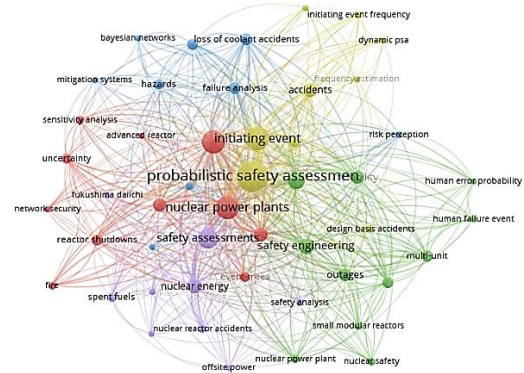 initiating event frequency
bayesian networks
loss of coolant accidents
dynamic psa
mitigation systems
hazards
failure analysis
frequency estimation
accidents
sensitivity analysis
advanced reactor
initiating event
risk perception
uncertainty
probabilistic safety assessmen
fukushima daiichi
human error probability
network security
nuclear power plants
human failure event
reactor shutdowns
safety assessments
design basis accidents
safety engineering
multi-unit
fire
event trees
outages
spent fuels
nuclear energy
safety analysis
nuclear reactor accidents
small modular reactors
offsite power
nuclear power plant
nuclear safety